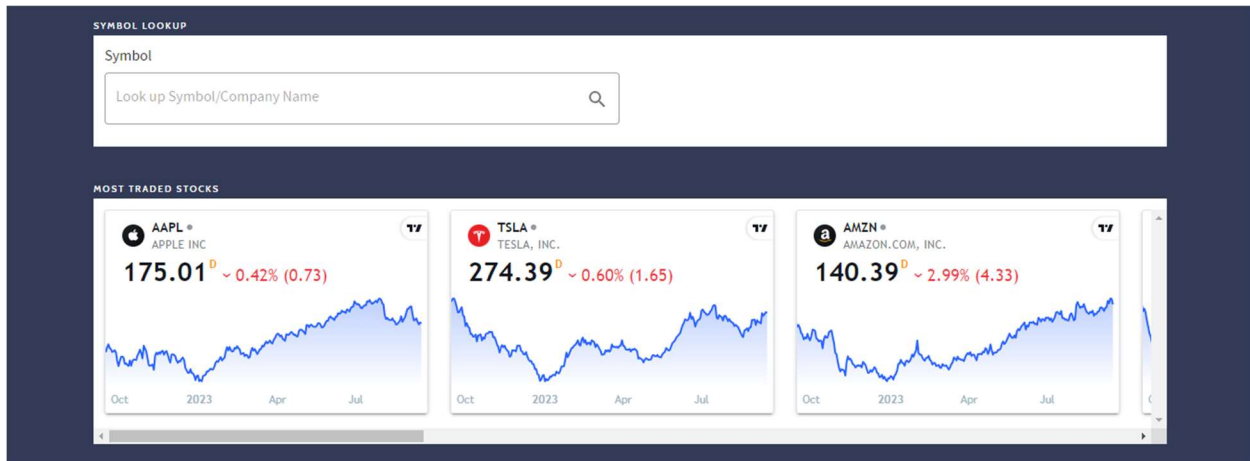 SYMBOL LOOKUP
Symbol
Look up Symbol/Company Name
MOST TRADED STOCKS
AAPL
APPLE INC
175.01 D 0.42% (0.73)
Oct 2023 Apr Jul
TSLA
TESLA, INC.
274.39 D 0.60% (1.65)
Oct 2023 Apr Jul
AMZN
AMAZON.COM, INC.
140.39 D 2.99% (4.33)
Oct 2023 Apr Jul